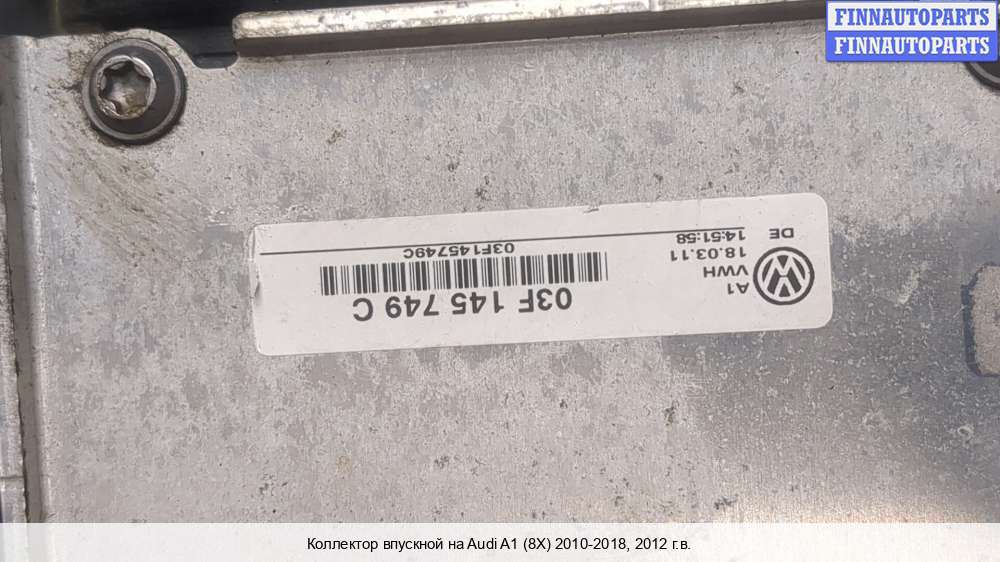 FINNAUTOPARTS
FINNAUTOPARTS
03F 145 749 C
03F145749C
A1
VWH
18.03.11
14:51:58
DE
Коллектор впускной на Audi A1 (8X) 2010-2018, 2012 г.в.